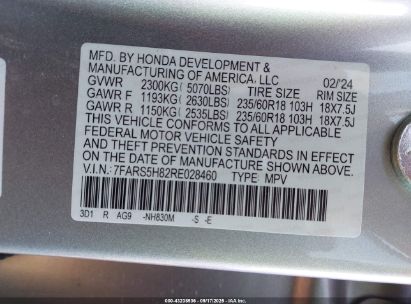 MFD. BY HONDA DEVELOPMENT &
MANUFACTURING OF AMERICA, LLC 02/24
GVWR 2300KG( 5070LBS) TIRE SIZE RIM SIZE
GAWR F 1193KG( 2630LBS) 235/60R18 103H 18X7.5J
GAWR R 1150KG( 2535LBS) 235/60R18 103H 18X7.5J
THIS VEHICLE CONFORMS TO ALL APPLICABLE
FEDERAL MOTOR VEHICLE SAFETY
AND THEFT PREVENTION STANDARDS IN EFFECT
ON THE DATE OF MANUFACTURE SHOWN ABOVE.
V.I.N.: 7FARS5H82RE028460 TYPE: MPV
3D1 R AG9 -NH830M -S -E